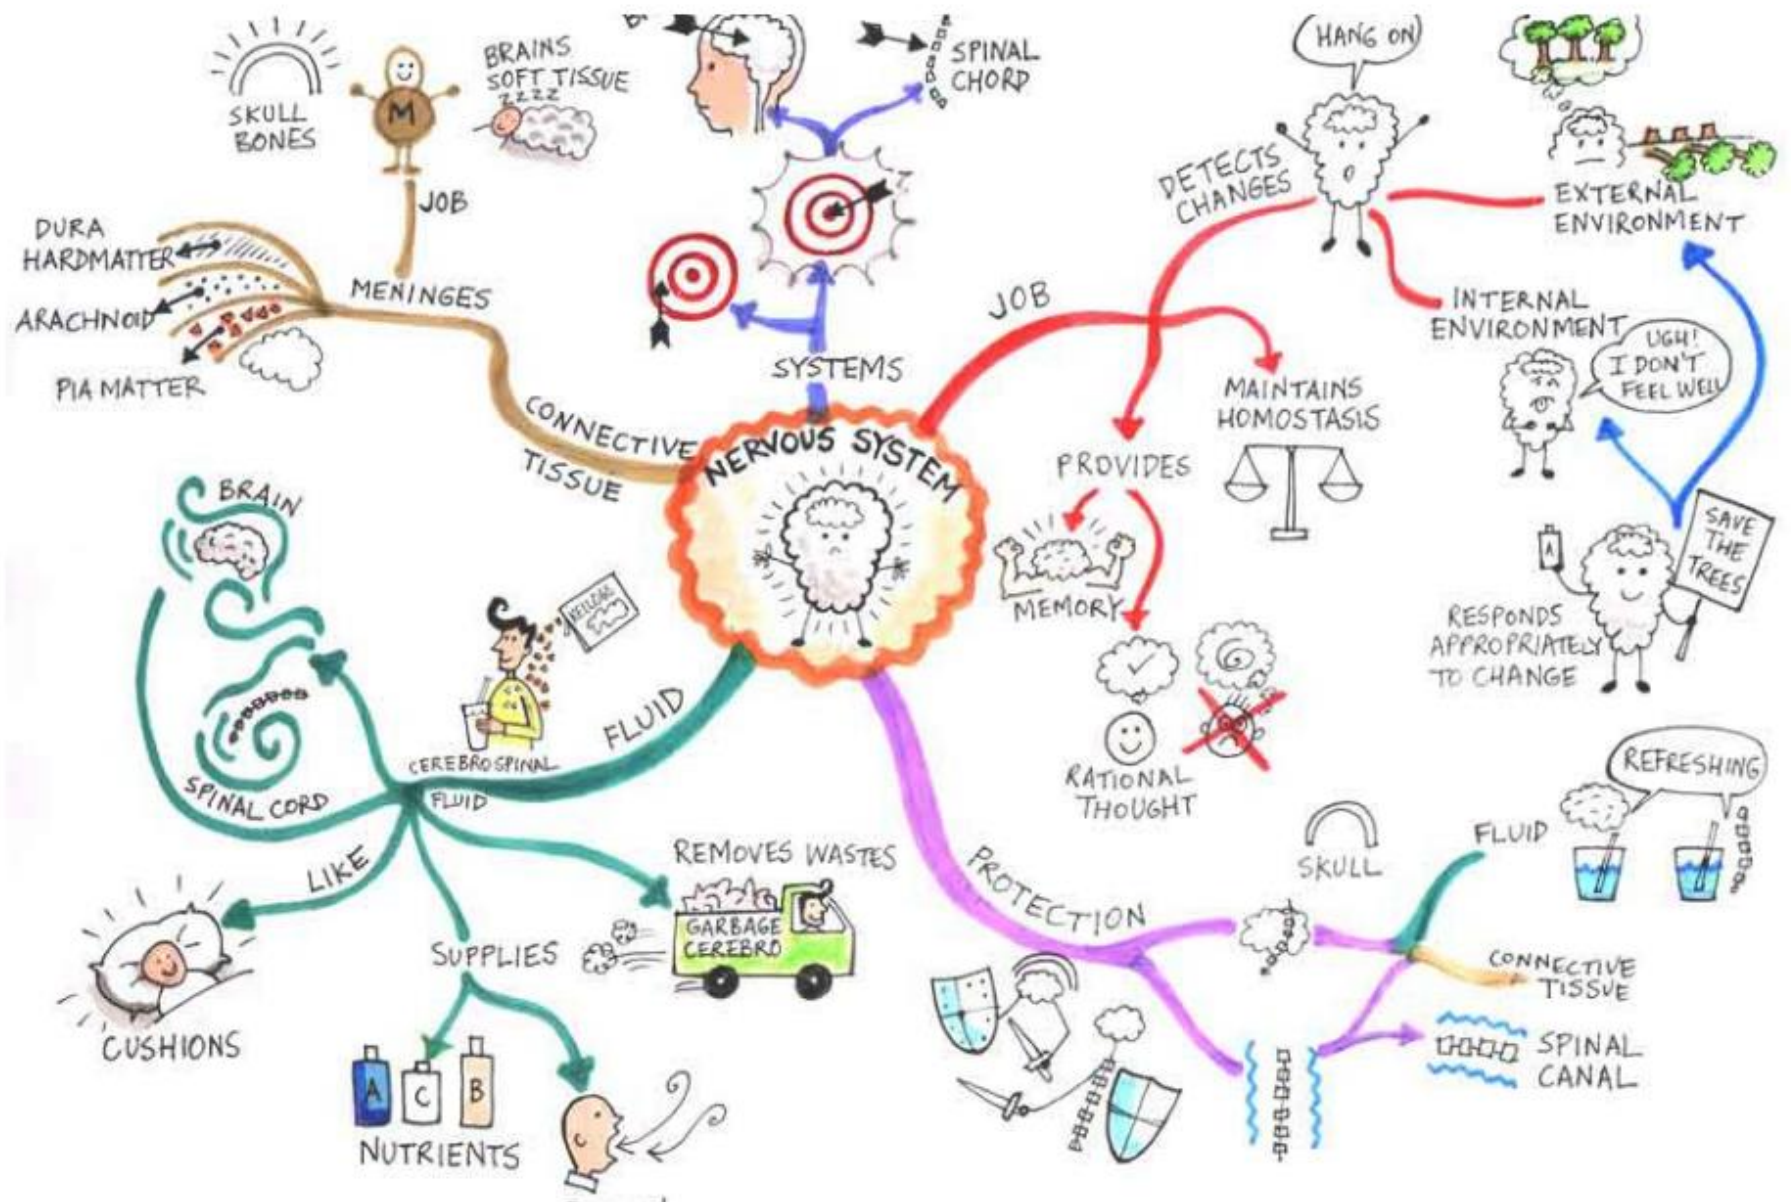 BRAINS
SOFT TISSUE
ZZZZ
SKULL
BONES
M
JOB
SPINAL
CHORD
HANG ON
DETECTS
CHANGES
EXTERNAL
ENVIRONMENT
INTERNAL
ENVIRONMENT
UGH!
I DON'T
FEEL WELL
DURA
HARDMATTER
ARACHNOID
PIA MATTER
MENINGES
CONNECTIVE
TISSUE
SYSTEMS
JOB
MAINTAINS
HOMOSTASIS
PROVIDES
MEMORY
RATIONAL
THOUGHT
A
SAVE
THE
TREES
RESPONDS
APPROPRIATELY
TO CHANGE
NERVOUS SYSTEM
BRAIN
SPINAL CORD
FLUID
CEREBROSPINAL
FLUID
LIKE
CUSHIONS
SUPPLIES
A
C
B
NUTRIENTS
REMOVES WASTES
GARBAGE
CEREBRO
PROTECTION
SKULL
FLUID
REFRESHING
CONNECTIVE
TISSUE
SPINAL
CANAL